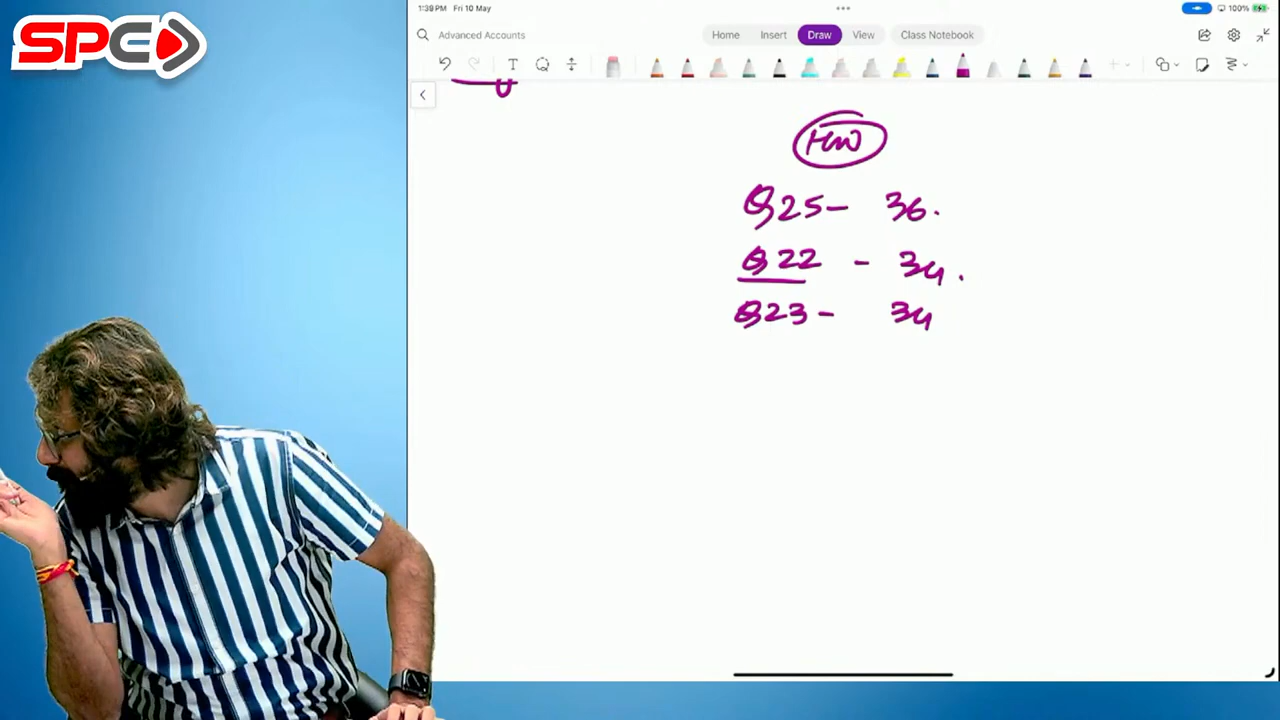 SPC
1:39 PM Fri 10 May
100%
Advanced Accounts
Home Insert Draw View Class Notebook
HW
Q25 - 36.
Q22 - 34.
Q23 - 34